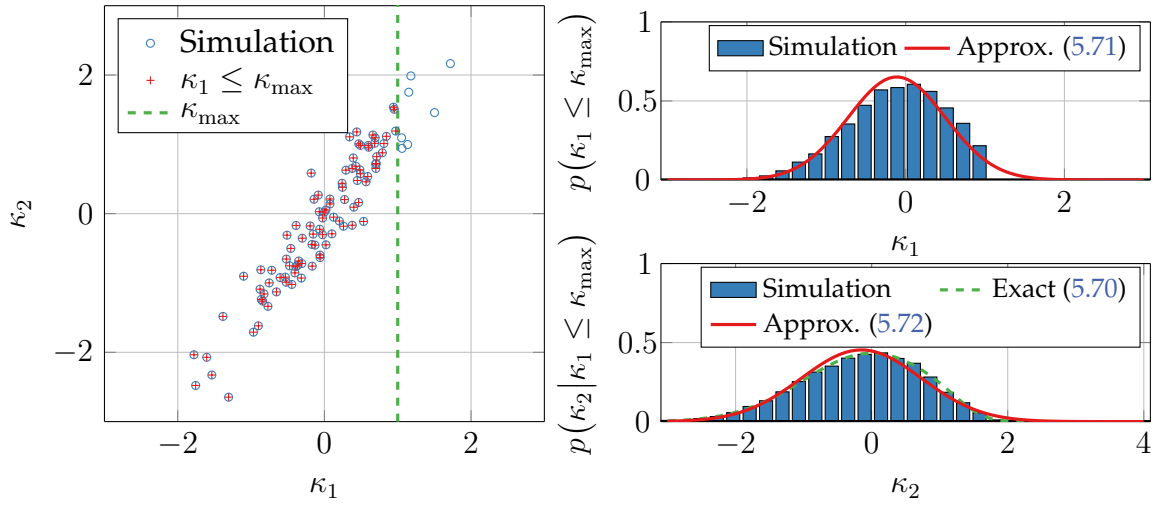 Simulation
κ₁ ≤ κmax
κmax
2
0
−2
κ₂
−2 0 2
κ₁
Simulation Approx. (5.71)
1
0.5
0
p(κ₁ ≤ κmax)
−2 0 2
κ₁
Simulation Exact (5.70)
Approx. (5.72)
1
0.5
0
p(κ₂|κ₁ ≤ κmax)
−2 0 2 4
κ₂